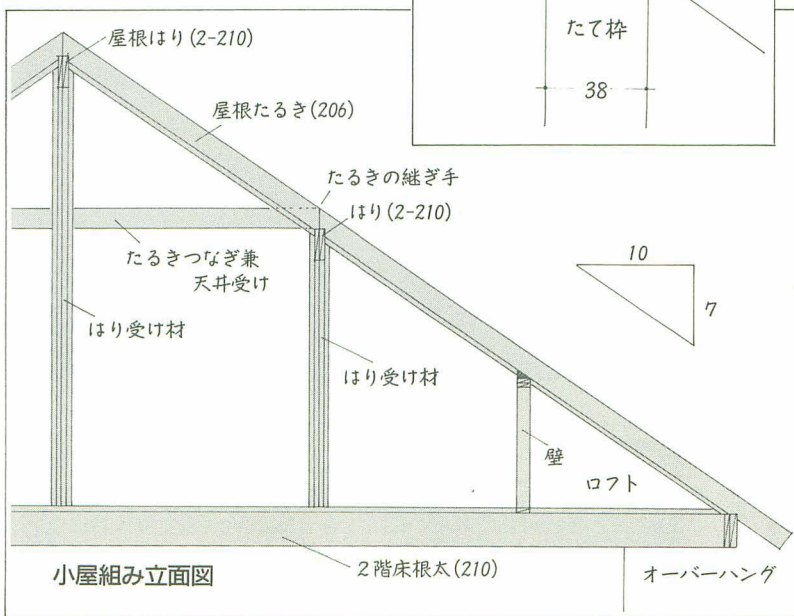 屋根はり(2-210)
たて枠
38
屋根たるき(206)
たるきの継ぎ手
はり(2-210)
たるきつなぎ兼
天井受け
10
7
はり受け材
はり受け材
壁
ロフト
小屋組み立面図
2階床根太(210)
オーバーハング